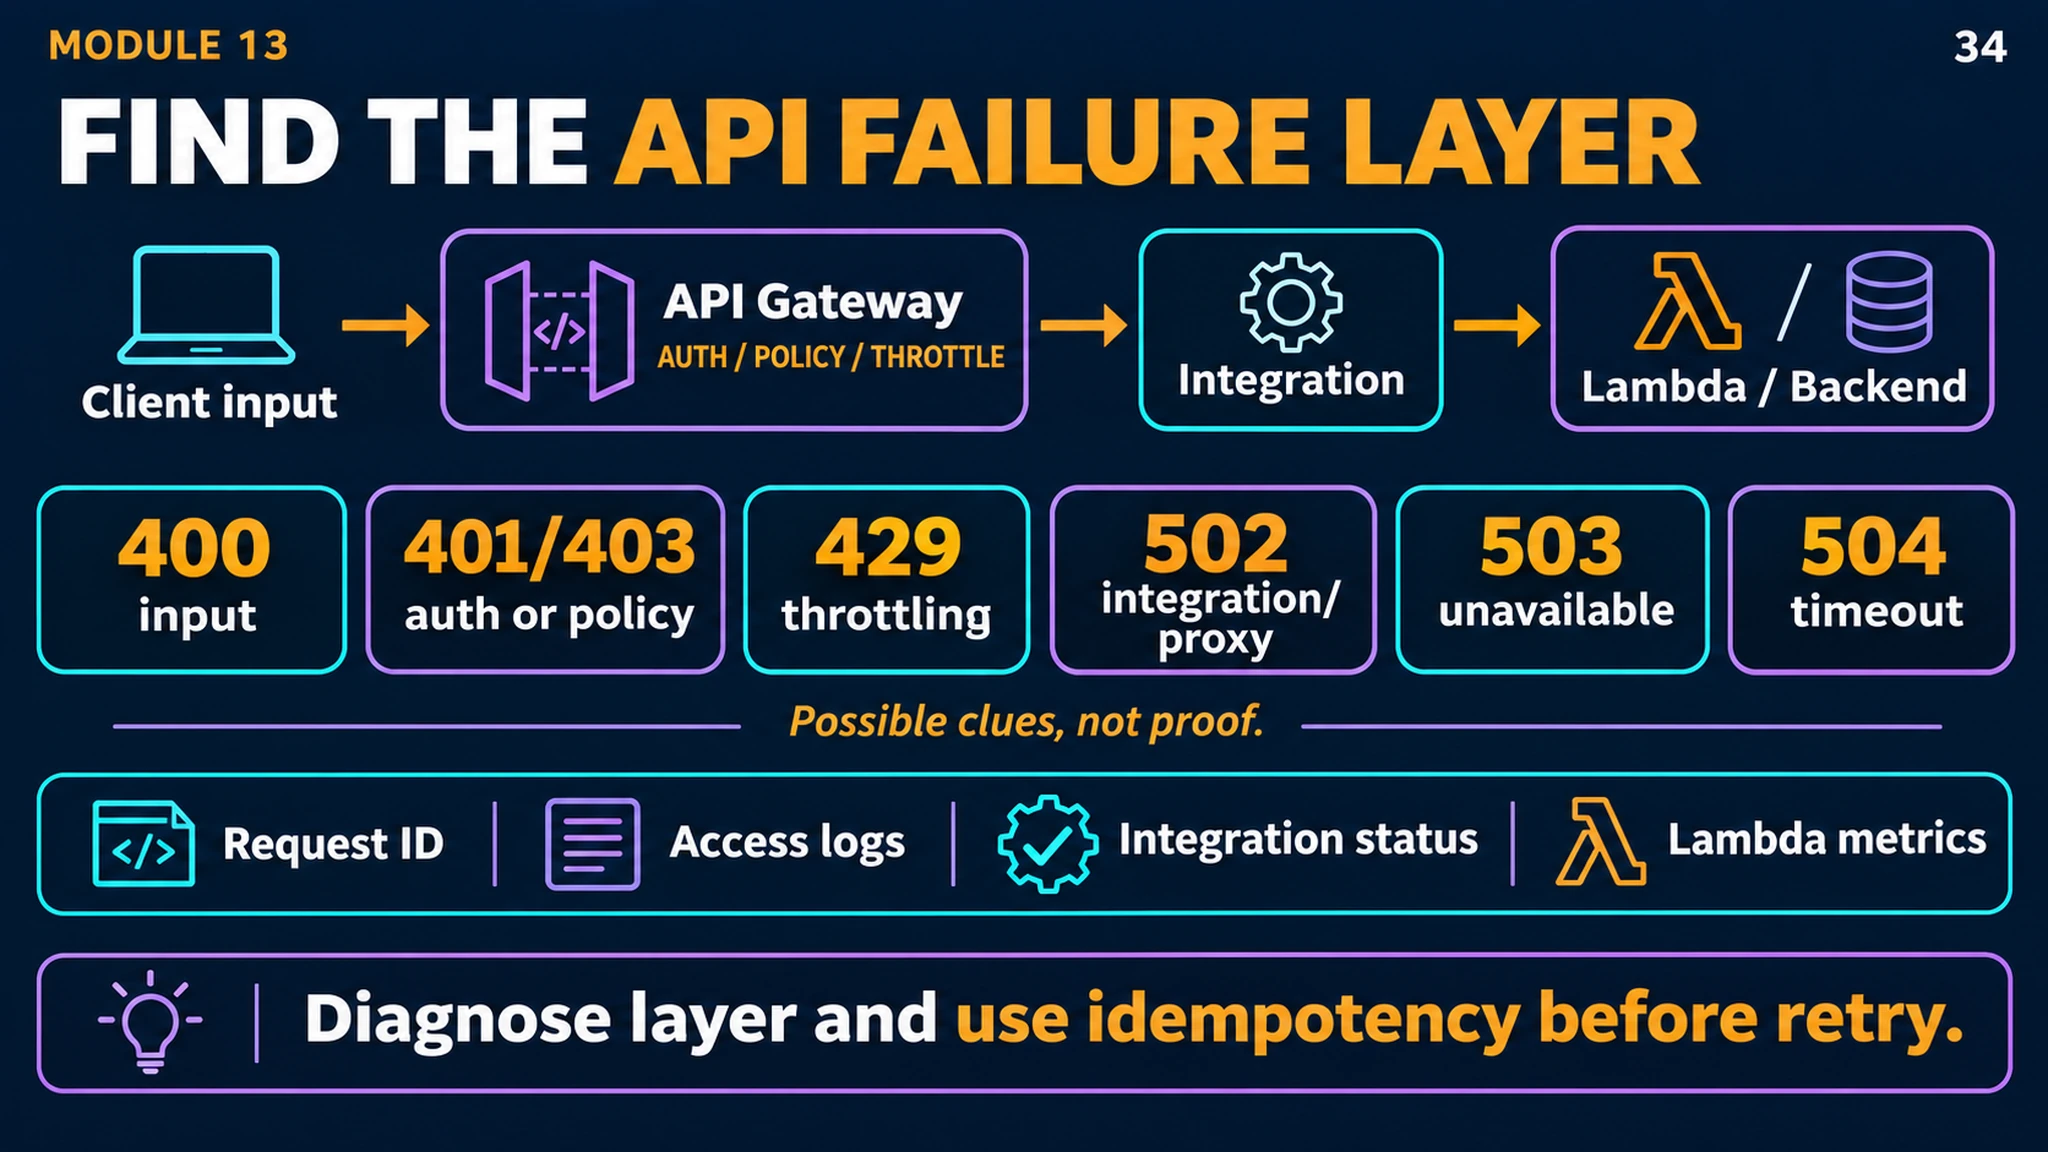 MODULE 13
34
FIND THE API FAILURE LAYER
Client input
</>
API Gateway
AUTH / POLICY / THROTTLE
Integration
/
Lambda / Backend
400
input
401/403
auth or policy
429
throttling
502
integration/
proxy
503
unavailable
504
timeout
Possible clues, not proof.
</>
Request ID
Access logs
Integration status
Lambda metrics
Diagnose layer and use idempotency before retry.